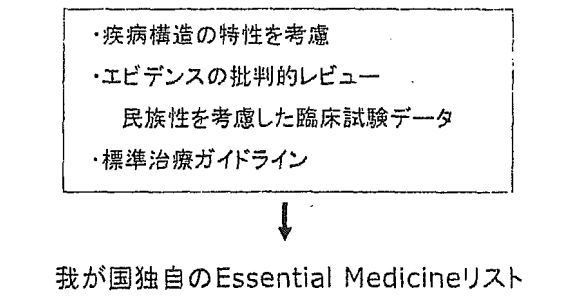 ・疾病構造の特性を考慮
・エビデンスの批判的レビュー
民族性を考慮した臨床試験データ
・標準治療ガイドライン
我が国独自のEssential Medicineリスト